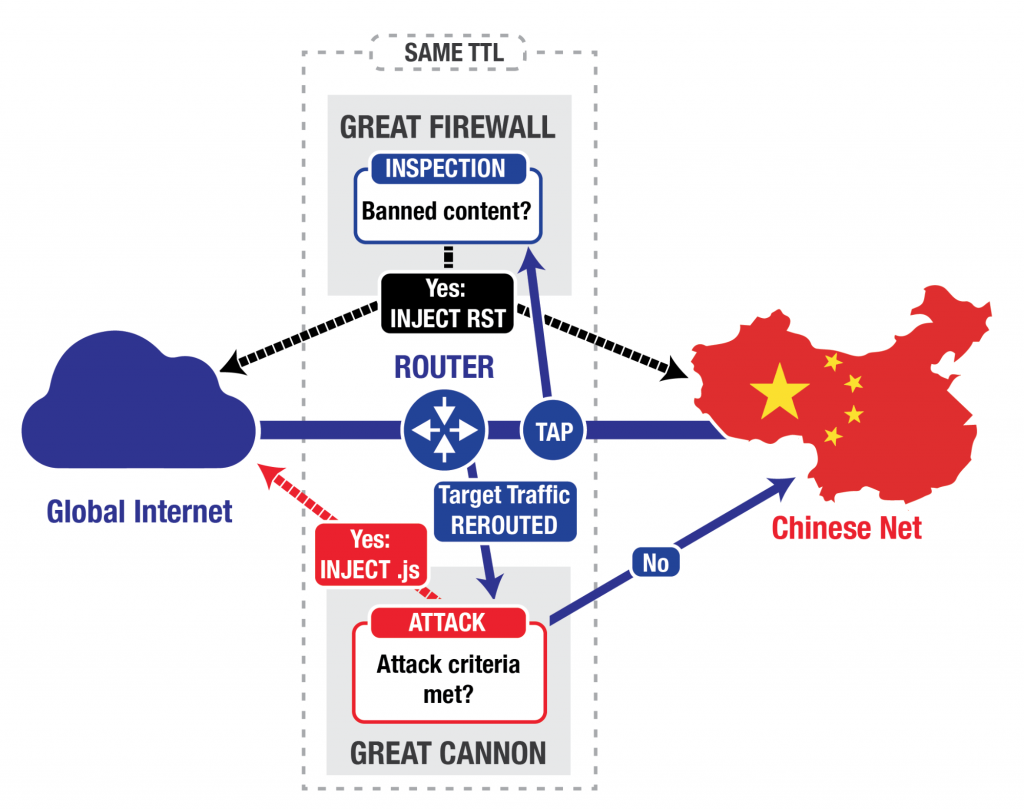 SAME TTL
GREAT FIREWALL
INSPECTION
Banned content?
Yes:
INJECT RST
ROUTER
TAP
Global Internet
Target Traffic
REROUTED
Chinese Net
Yes:
INJECT .js
No
ATTACK
Attack criteria
met?
GREAT CANNON